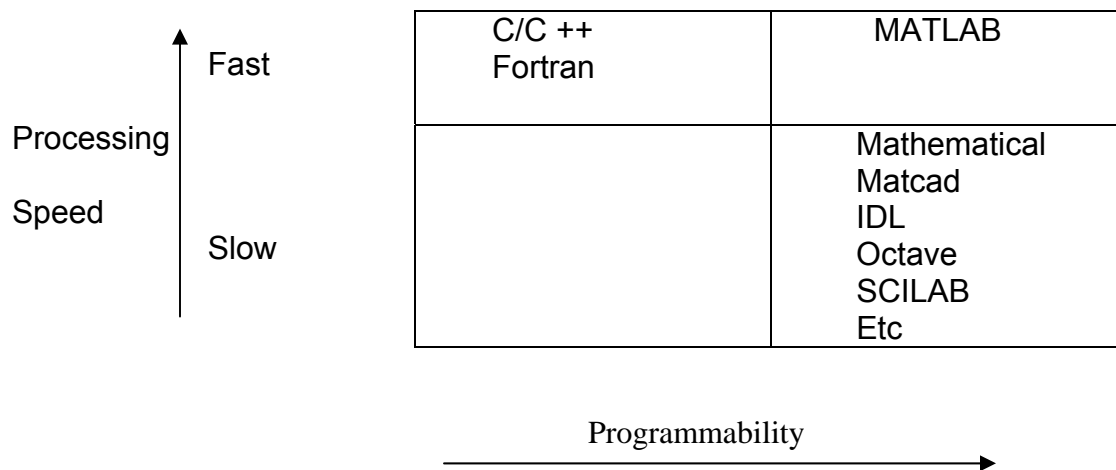 Fast
Processing
Speed
Slow
C/C ++
Fortran
MATLAB
Mathematical
Matcad
IDL
Octave
SCILAB
Etc
Programmability